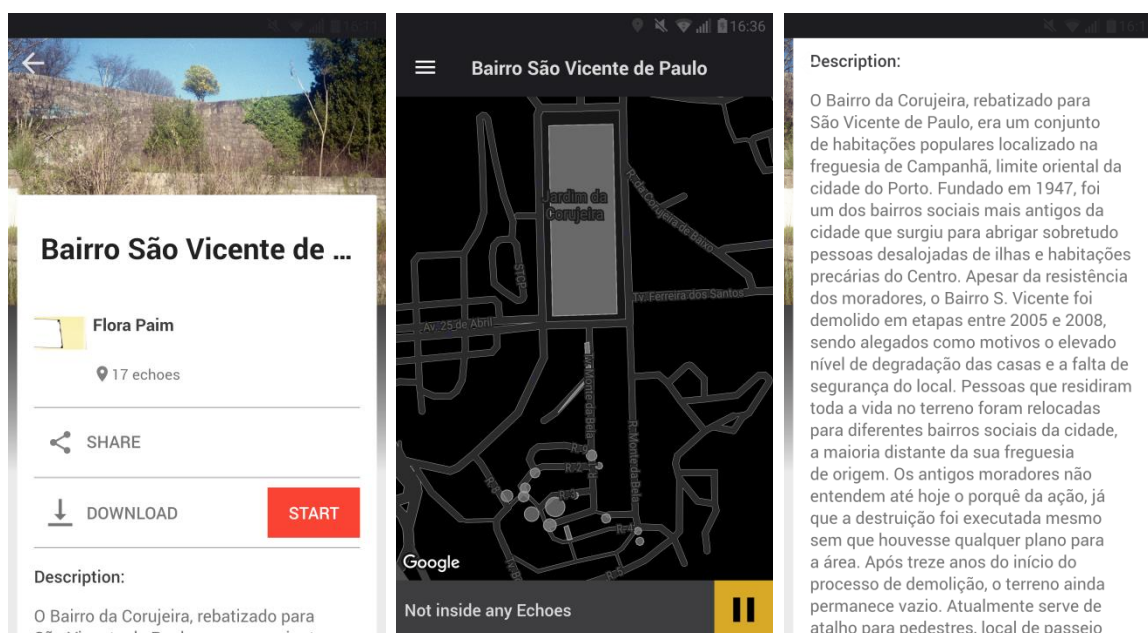 16:11
Bairro São Vicente de ...
Flora Paim
17 echoes
SHARE
DOWNLOAD
START
Description:
O Bairro da Corujeira, rebatizado para
16:36
Bairro São Vicente de Paulo
Jardim da
Corujeira
R. da Corujeira de Baixo
STCP
Tv. Ferreira dos Santos
Av. 25 de Abril
Av. Monte da Bela
R. Monte da Bela
R. 9
R. 2
R. 6
R. 3
R. 4
R. 5
Google
Not inside any Echoes
Description:
O Bairro da Corujeira, rebatizado para
São Vicente de Paulo, era um conjunto
de habitações populares localizado na
freguesia de Campanhã, limite oriental da
cidade do Porto. Fundado em 1947, foi
um dos bairros sociais mais antigos da
cidade que surgiu para abrigar sobretudo
pessoas desalojadas de ilhas e habitações
precárias do Centro. Apesar da resistência
dos moradores, o Bairro S. Vicente foi
demolido em etapas entre 2005 e 2008,
sendo alegados como motivos o elevado
nível de degradação das casas e a falta de
segurança do local. Pessoas que residiram
toda a vida no terreno foram relocadas
para diferentes bairros sociais da cidade,
a maioria distante da sua freguesia
de origem. Os antigos moradores não
entendem até hoje o porquê da ação, já
que a destruição foi executada mesmo
sem que houvesse qualquer plano para
a área. Após treze anos do início do
processo de demolição, o terreno ainda
permanece vazio. Atualmente serve de
atalho para pedestres, local de passeio